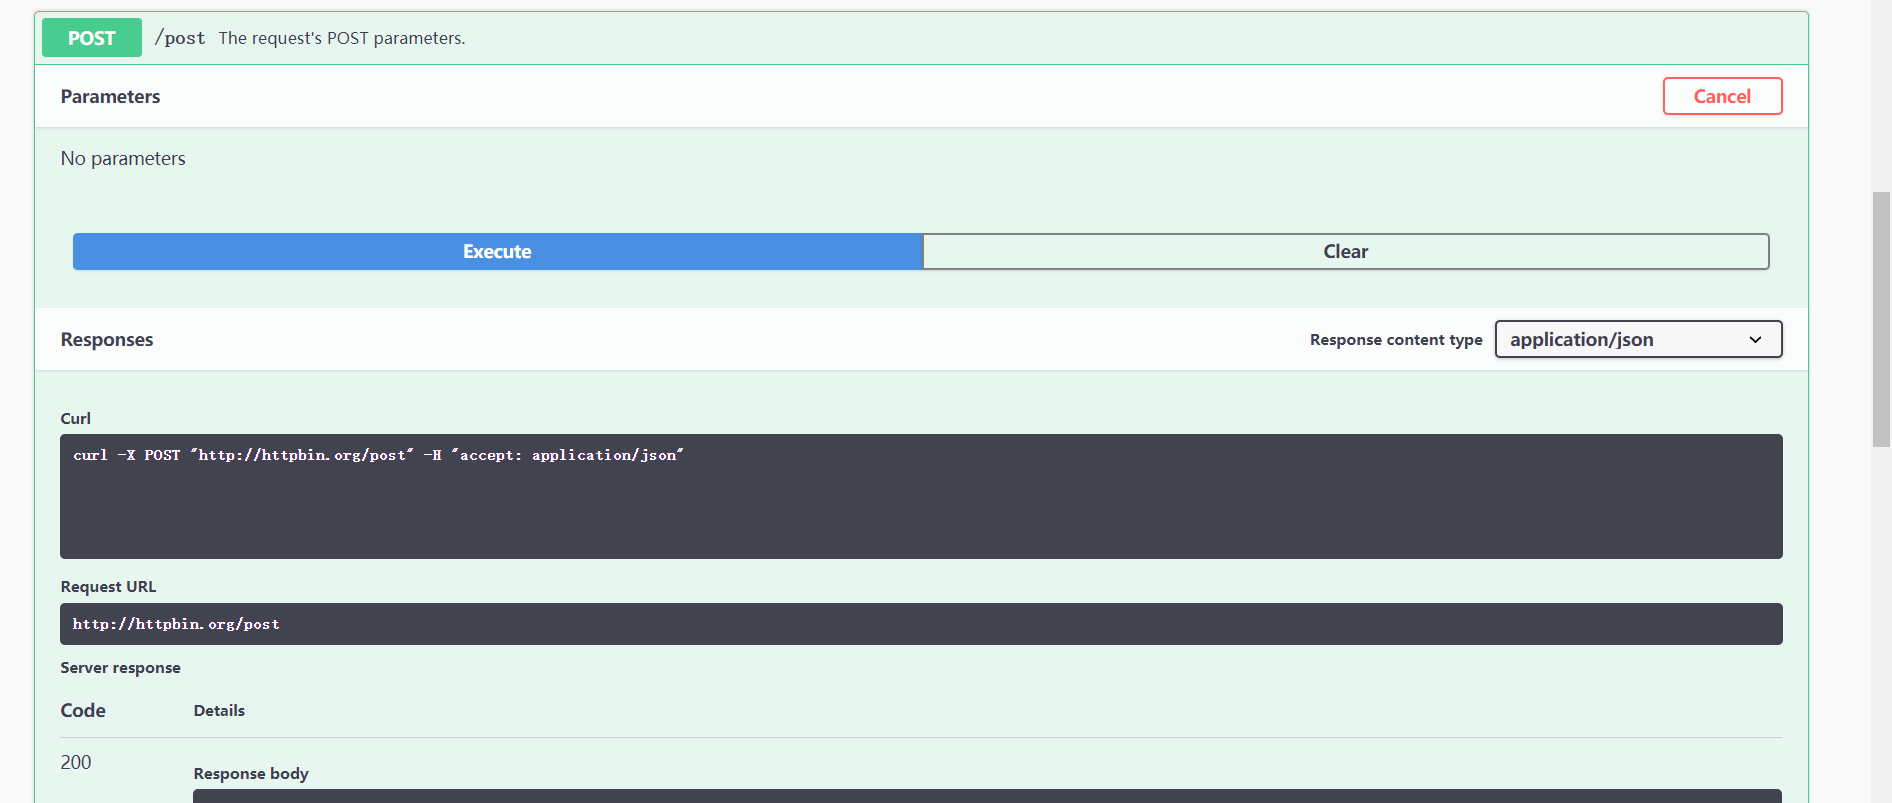 POST /post The request's POST parameters.
Parameters Cancel
No parameters
Execute Clear
Responses Response content type application/json
Curl
curl -X POST "http://httpbin.org/post" -H "accept: application/json"
Request URL
http://httpbin.org/post
Server response
Code Details
200
Response body